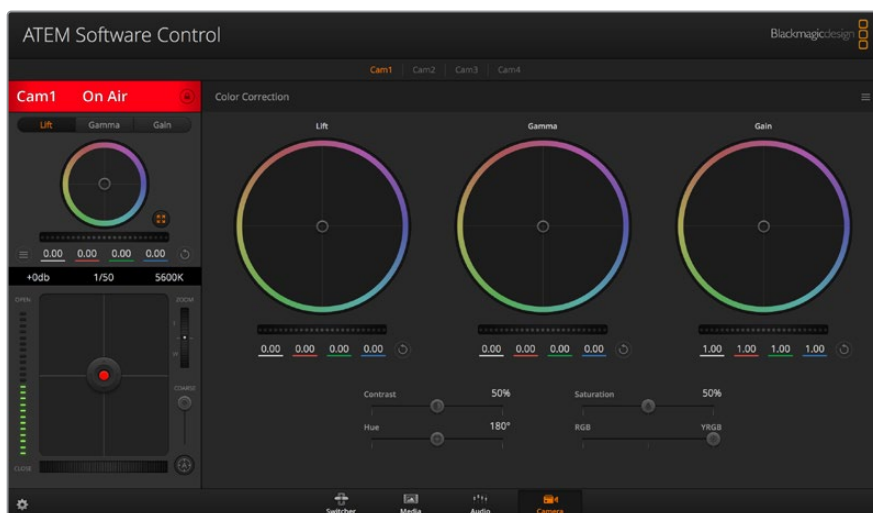 ATEM Software Control
Blackmagicdesign
Cam1 Cam2 Cam3 Cam4
Cam1 On Air
Color Correction
Lift Gamma Gain
0.00 0.00 0.00 0.00
+0db 1/50 5600K
OPEN
ZOOM
T
W
COARSE
CLOSE
Lift Gamma Gain
0.00 0.00 0.00 0.00 0.00 0.00 0.00 0.00 1.00 1.00 1.00 1.00
Contrast 50% Saturation 50%
Hue 180° RGB YRGB
Switcher Media Audio Camera